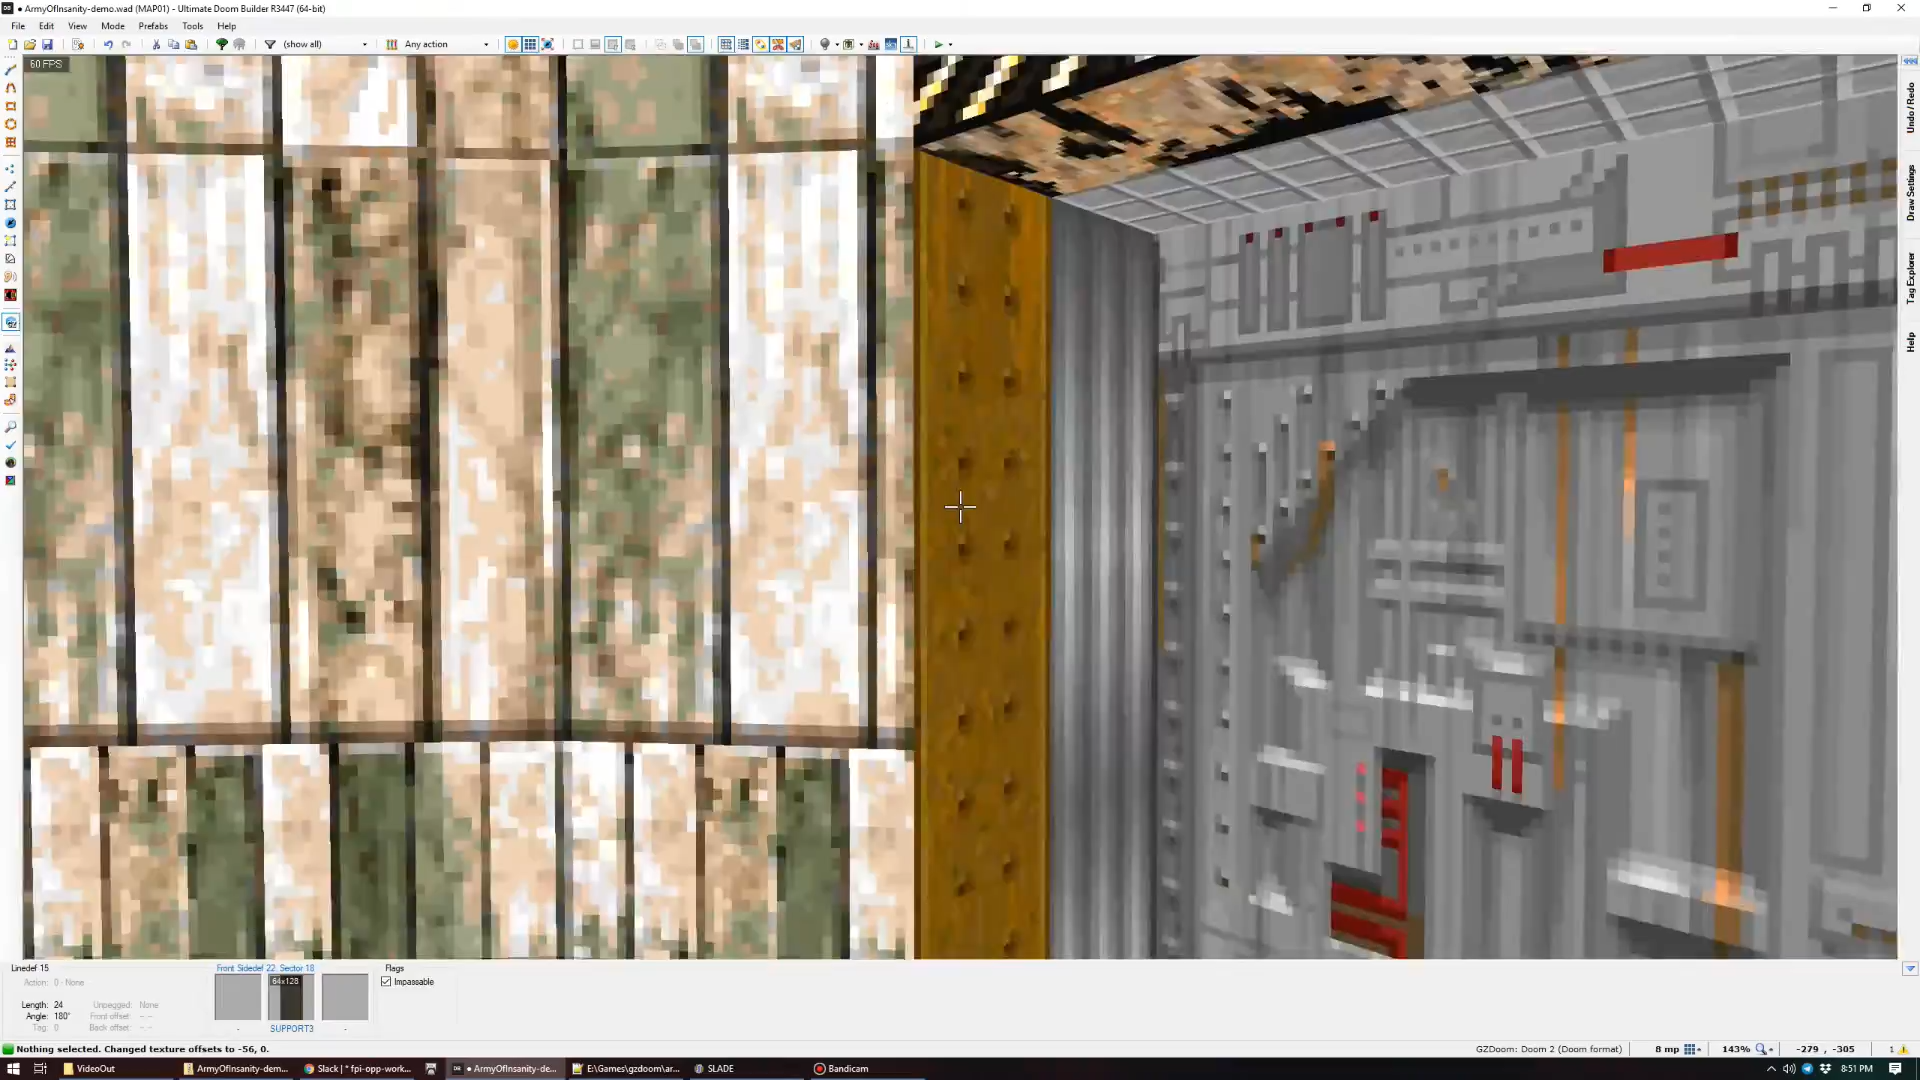 • ArmyOfInsanity-demo.wad (MAP01) - Ultimate Doom Builder R3447 (64-bit)
File Edit View Mode Prefabs Tools Help
(show all) Any action
60 FPS
Undo / Redo
Draw Settings
Tag Explorer
Help
Linedef 15
Action: 0 - None
Length: 24 Unpegged: None
Angle: 180° Front offset: --, --
Tag: 0 Back offset: --, --
Front Sidedef 22. Sector 18
64x128
- SUPPORT3 -
Flags
Impassable
Nothing selected. Changed texture offsets to -56, 0.
GZDoom: Doom 2 (Doom format) 8 mp 143% -279 , -305 1
VideoOut ArmyOfInsanity-dem... Slack | * fpi-opp-work... • ArmyOfInsanity-de... E:\Games\gzdoom\ar... SLADE Bandicam 8:51 PM